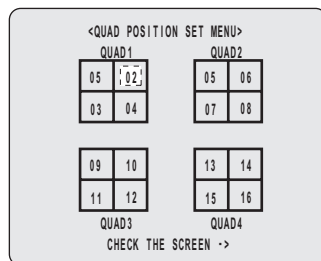 <QUAD POSITION SET MENU>
QUAD1 QUAD2
05 02 05 06
03 04 07 08
09 10 13 14
11 12 15 16
QUAD3 QUAD4
CHECK THE SCREEN ->